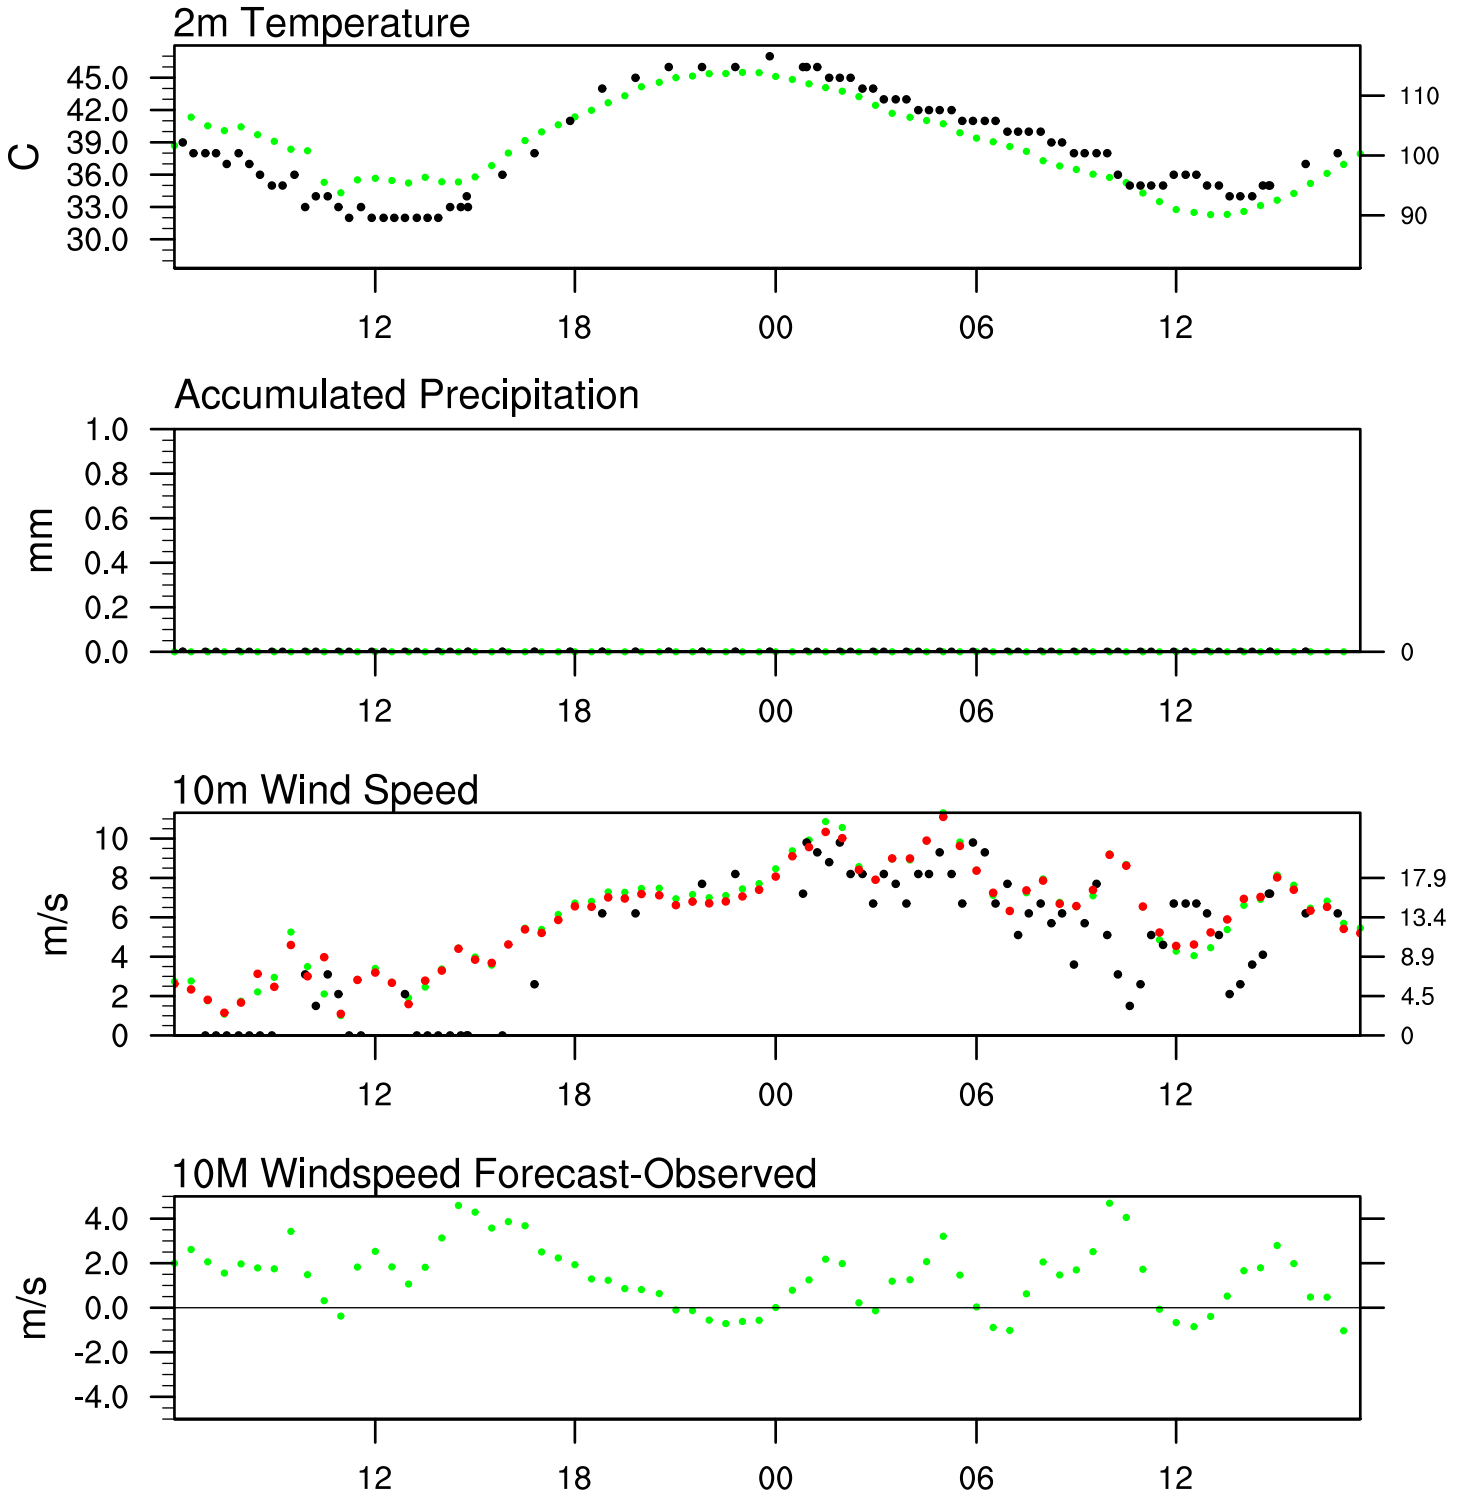 2m Temperature
45.0
42.0
39.0
36.0
33.0
30.0
C
110
100
90
12 18 00 06 12
Accumulated Precipitation
1.0
0.8
0.6
0.4
0.2
0.0
mm
0
12 18 00 06 12
10m Wind Speed
10
8
6
4
2
0
m/s
17.9
13.4
8.9
4.5
0
12 18 00 06 12
10M Windspeed Forecast-Observed
4.0
2.0
0.0
-2.0
-4.0
m/s
12 18 00 06 12